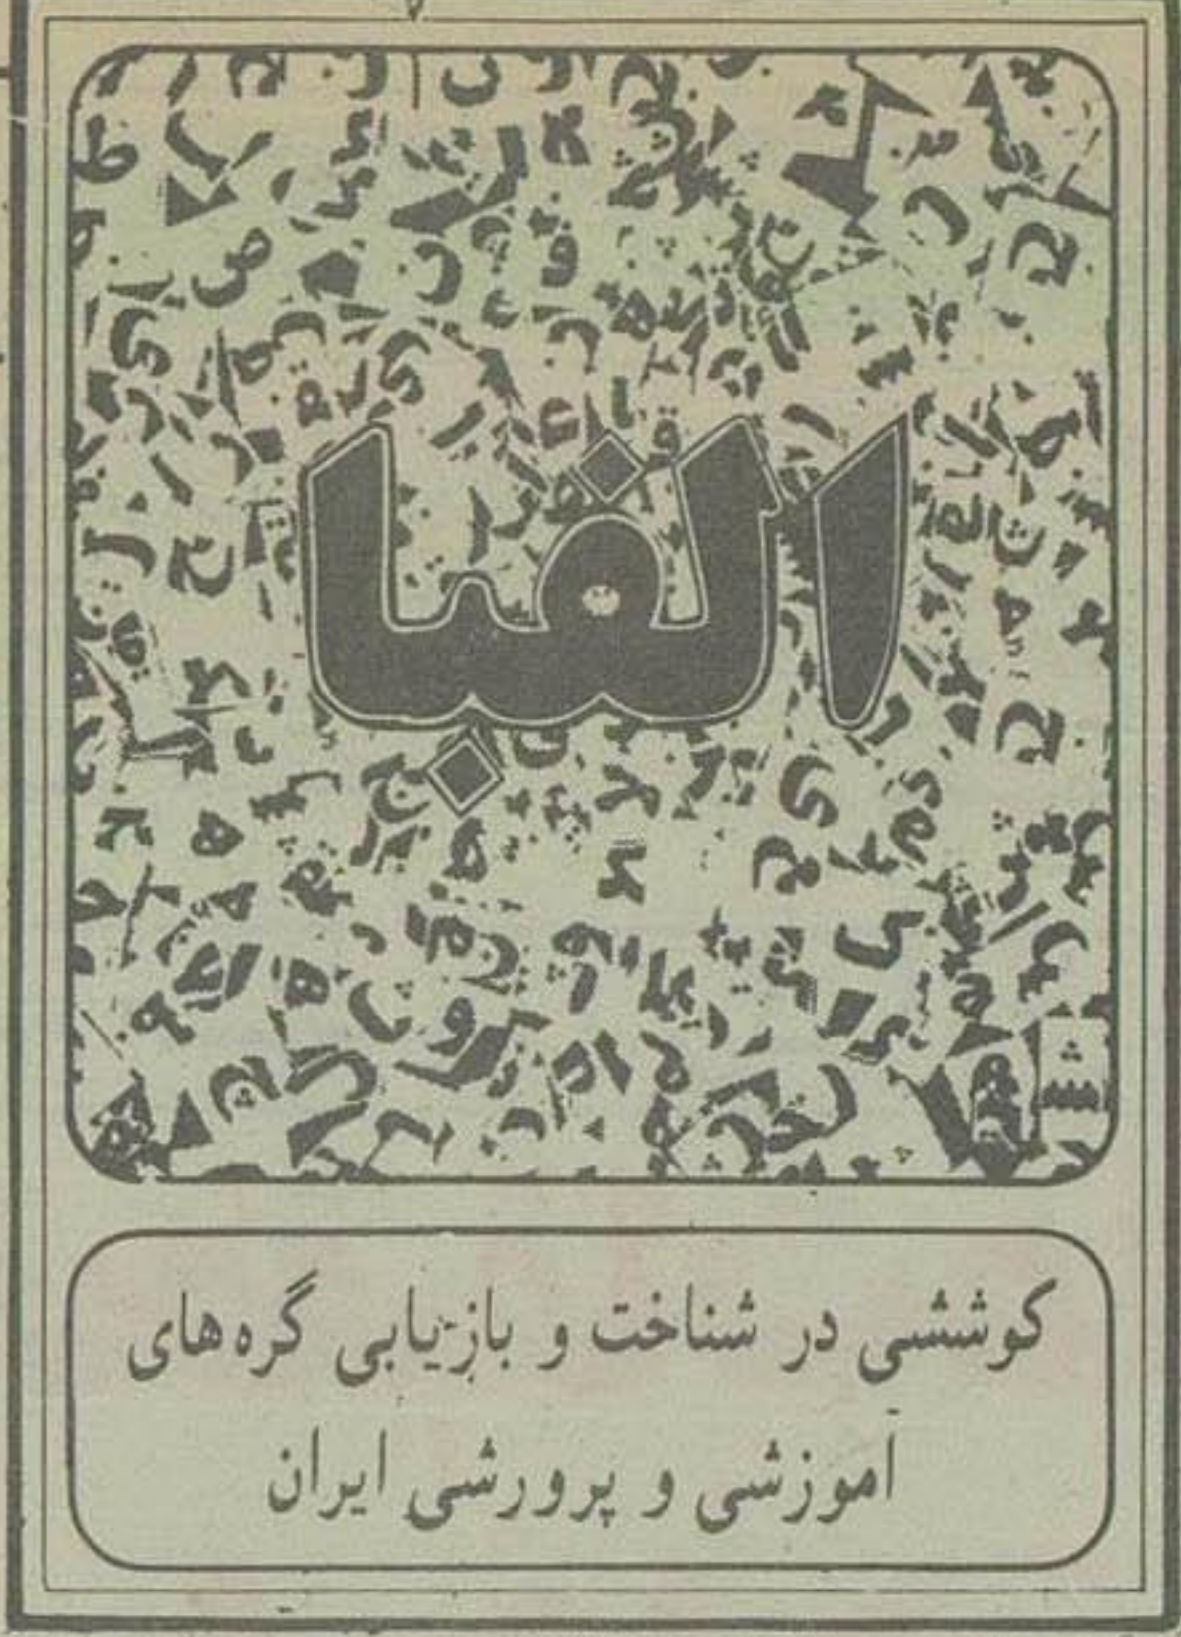 الفبا
کوششی در شناخت و بازیابی گره‌های
آموزشی و پرورشی ایران